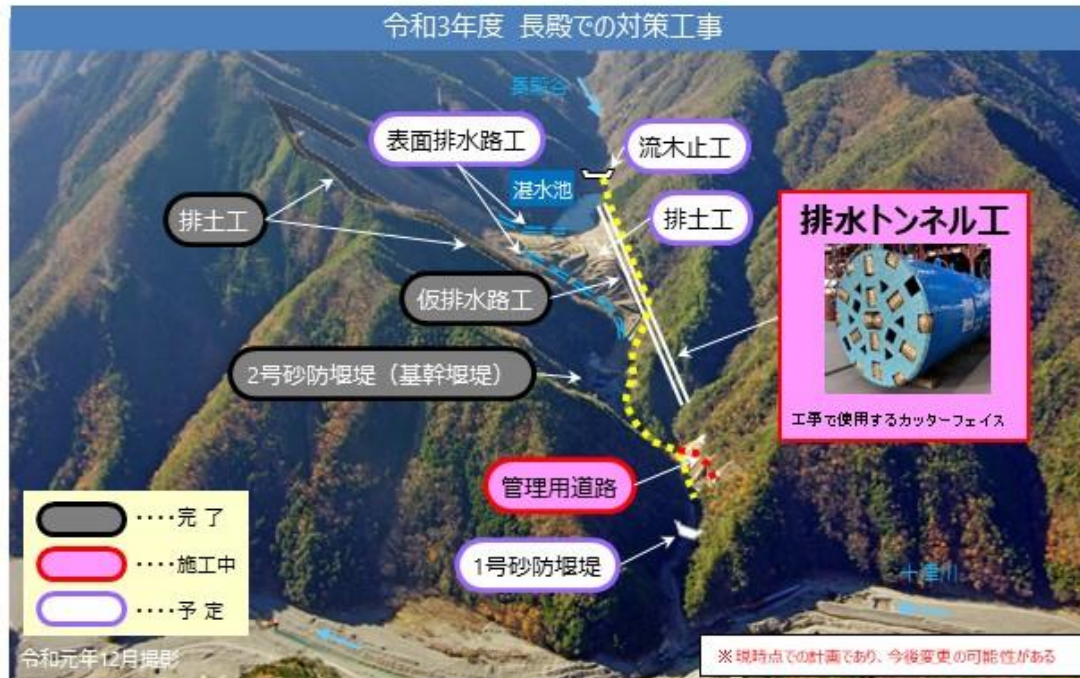 令和3年度 長殿での対策工事
長殿谷
表面排水路工
流木止工
湛水池
排土工
排土工
排水トンネル工
仮排水路工
2号砂防堰堤（基幹堰堤）
工事で使用するカッターフェイス
管理用道路
1号砂防堰堤
十津川
‥‥完 了
‥‥施工中
‥‥予 定
令和元年12月撮影
※現時点での計画であり、今後変更の可能性がある